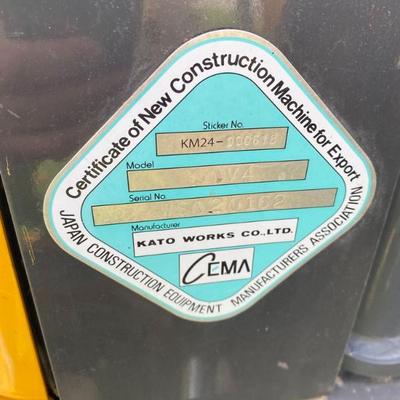 Certificate of New Construction Machine for Export
Sticker No.
KM24-
Model
Serial No.
Manufacturer
KATO WORKS CO.,LTD.
CEMA
JAPAN CONSTRUCTION EQUIPMENT MANUFACTURERS ASSOCIATION